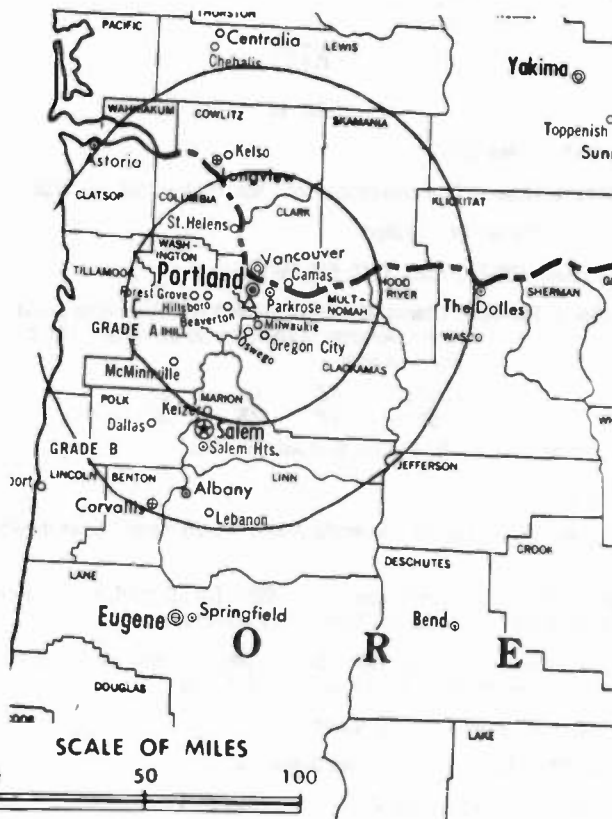 THURSTON
PACIFIC
Centralia
LEWIS
Chehalis
Yakima
Toppenish
Sunn
WAHKIAKUM
COWLITZ
SKAMANIA
Kelso
Astoria
Longview
CLATSOP
COLUMBIA
CLARK
KLICKITAT
St. Helens
WASH-
INGTON
Vancouver
TILLAMOOK
Portland
Camas
HOOD
RIVER
SHERMAN
Forest Grove
Parkrose
MULT-
NOMAH
The Dalles
Hillsboro
Beaverton
Milwaukie
WASCO
GRADE A
HILL
Oswego
Oregon City
CLACKAMAS
McMinnville
POLK
MARION
Keizer
Dallas
Salem
Salem Hts.
GRADE B
JEFFERSON
LINCOLN
BENTON
LINN
port
Albany
Corvallis
Lebanon
CROOK
DESCHUTES
LANE
Eugene
Springfield
Bend
O R E
DOUGLAS
LAKE
SCALE OF MILES
50
100